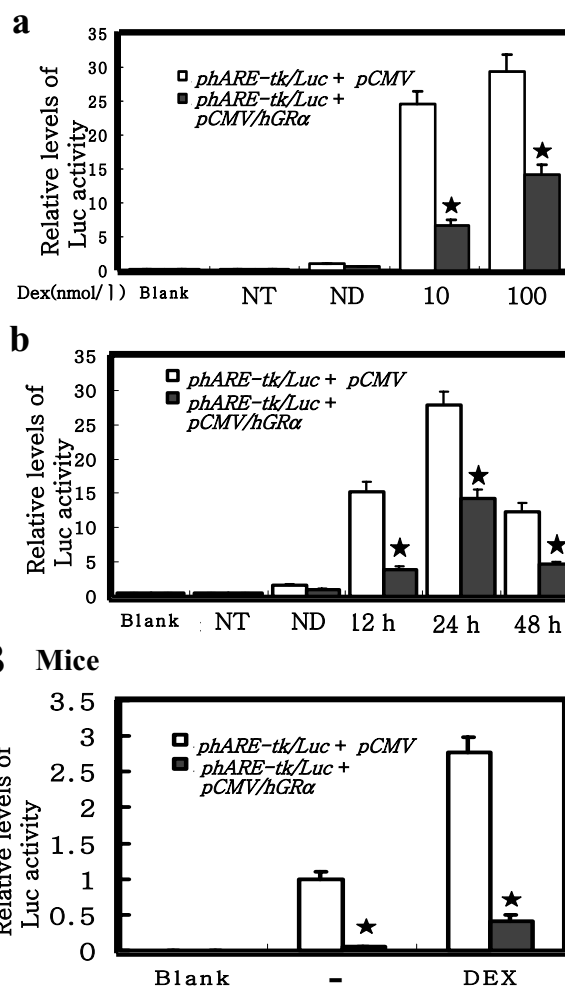 a
35
30
25
20
15
10
5
0
Relative levels of
Luc activity
phARE-tk/Luc + pCMV
phARE-tk/Luc +
pCMV/hGRα
Dex(nmol/l) Blank NT ND 10 100
b
35
30
25
20
15
10
5
0
Relative levels of
Luc activity
phARE-tk/Luc + pCMV
phARE-tk/Luc +
pCMV/hGRα
Blank NT ND 12 h 24 h 48 h
Mice
3.5
3
2.5
2
1.5
1
0.5
0
Relative levels of
Luc activity
phARE-tk/Luc + pCMV
phARE-tk/Luc +
pCMV/hGRα
Blank - DEX